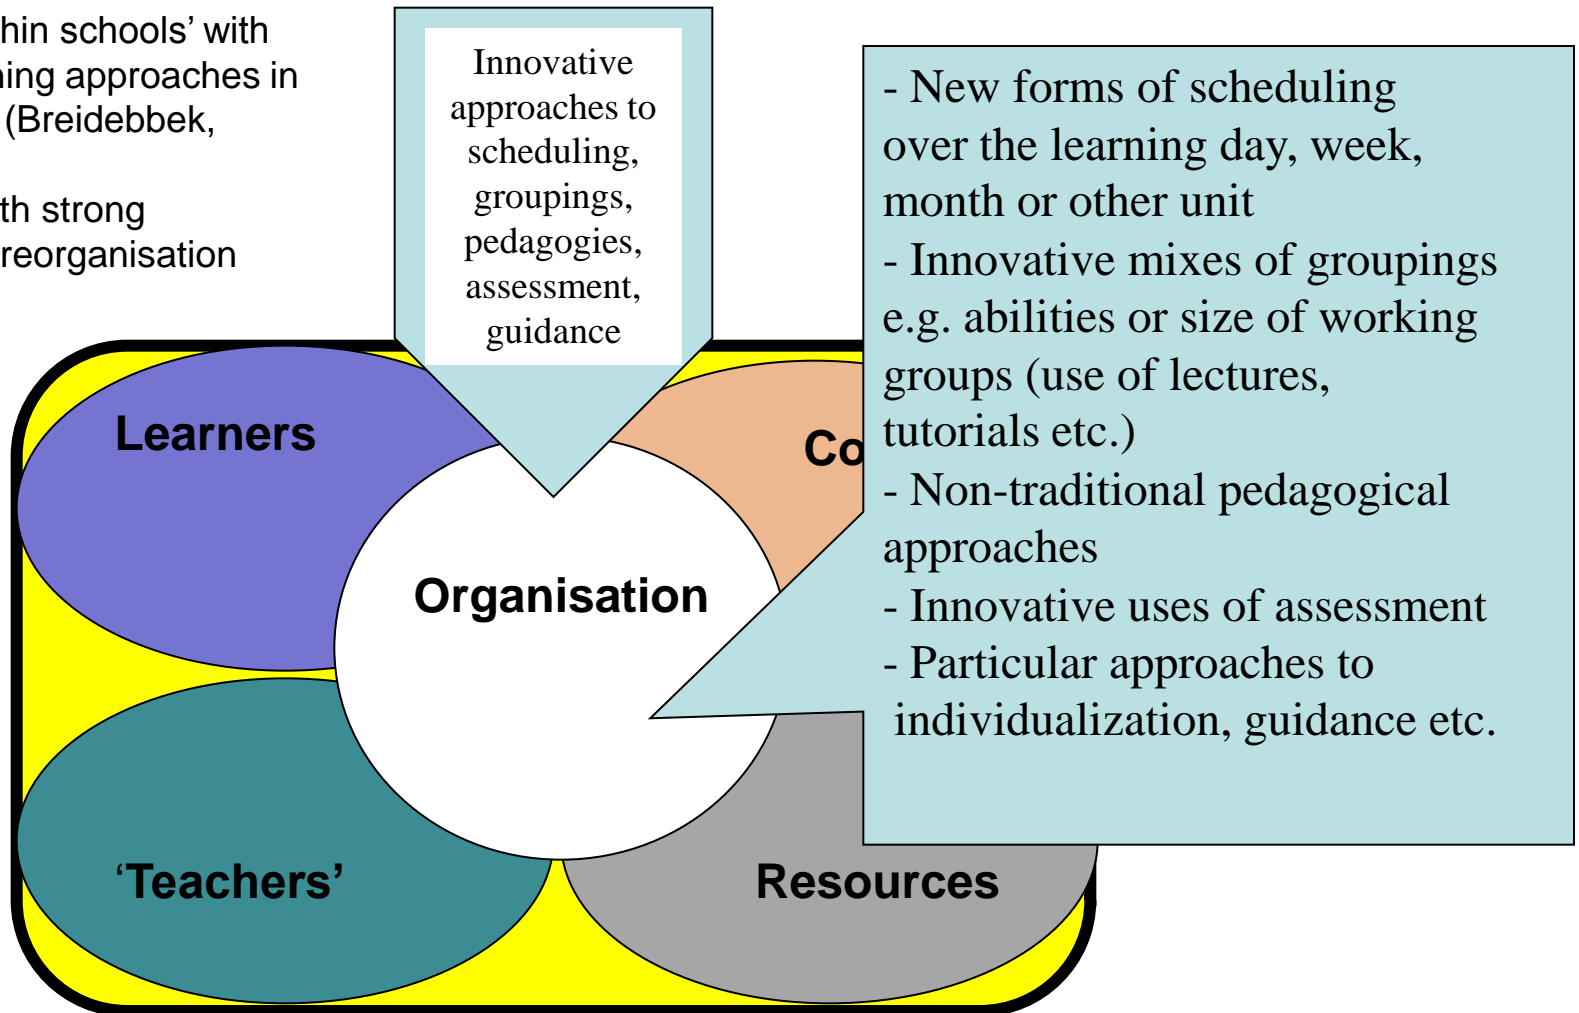 hin schools’ with
ning approaches in
(Breidebbek,
th strong
reorganisation
Innovative
approaches to
scheduling,
groupings,
pedagogies,
assessment,
guidance
- New forms of scheduling
over the learning day, week,
month or other unit
- Innovative mixes of groupings
e.g. abilities or size of working
groups (use of lectures,
tutorials etc.)
- Non-traditional pedagogical
approaches
- Innovative uses of assessment
- Particular approaches to
individualization, guidance etc.
Learners
Co
Organisation
‘Teachers’
Resources